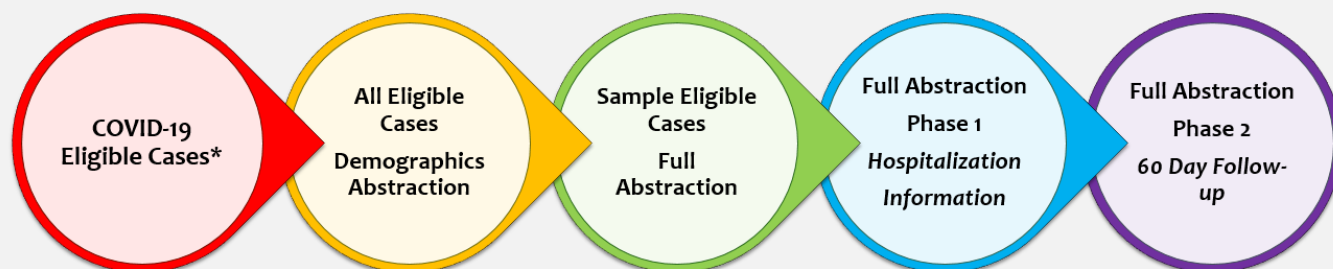 COVID-19
Eligible Cases*
All Eligible
Cases
Demographics
Abstraction
Sample Eligible
Cases
Full
Abstraction
Full Abstraction
Phase 1
Hospitalization
Information
Full Abstraction
Phase 2
60 Day Follow-
up